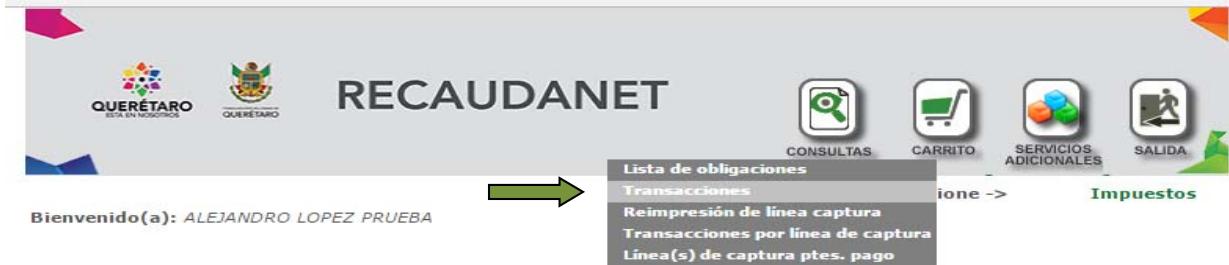 QUERÉTARO
ESTÁ EN NOSOTROS
QUERÉTARO
RECAUDANET
CONSULTAS
CARRITO
SERVICIOS
ADICIONALES
SALIDA
Lista de obligaciones
Transacciones
Reimpresión de línea captura
Transacciones por línea de captura
Línea(s) de captura ptes. pago
ione -> Impuestos
Bienvenido(a): ALEJANDRO LOPEZ PRUEBA